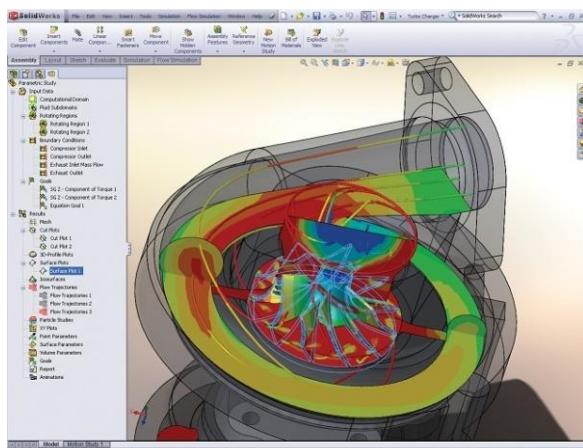 SolidWorks File Edit View Insert Tools Simulation Flow Simulation Window Help Turbo Charger SolidWorks Search
Edit Component
Insert Components
Mate
Linear Compon...
Smart Fasteners
Move Component
Show Hidden Components
Assembly Features
Reference Geometry
New Motion Study
Bill of Materials
Exploded View
Assembly Layout Sketch Evaluate Simulation Flow Simulation
Parametric Study
Input Data
Computational Domain
Fluid Subdomains
Rotating Regions
Rotating Region 1
Rotating Region 2
Boundary Conditions
Compressor Inlet
Compressor Outlet
Exhaust Inlet Mass Flow
Exhaust Outlet
Goals
SG Z - Component of Torque 1
SG Z - Component of Torque 2
Equation Goal 1
Results
Mesh
Cut Plots
Cut Plot 1
Cut Plot 2
3D-Profile Plots
Surface Plots
Surface Plot 1
Isosurfaces
Flow Trajectories
Flow Trajectories 1
Flow Trajectories 2
Flow Trajectories 3
Particle Studies
XY Plots
Point Parameters
Surface Parameters
Volume Parameters
Goals
Report
Animations
Model Motion Study 1